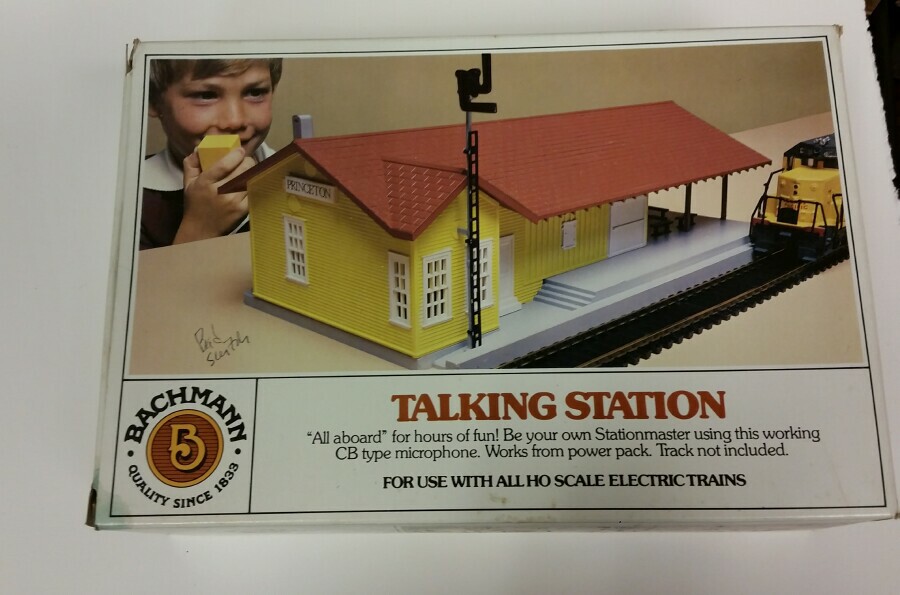 PRINCETON
BACHMANN
B
QUALITY SINCE 1833
TALKING STATION
"All aboard" for hours of fun! Be your own Stationmaster using this working
CB type microphone. Works from power pack. Track not included.
FOR USE WITH ALL HO SCALE ELECTRIC TRAINS